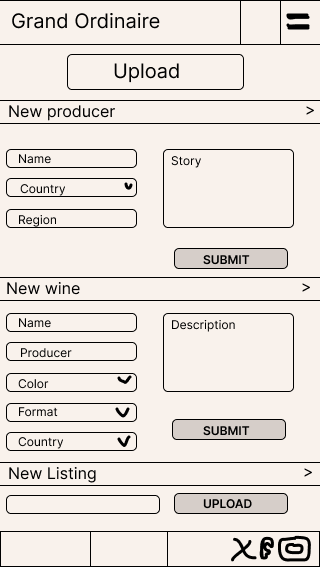 Grand Ordinaire
Upload
New producer >
Name
Story
Country
Region
SUBMIT
New wine >
Name
Description
Producer
Color
Format
SUBMIT
Country
New Listing >
UPLOAD